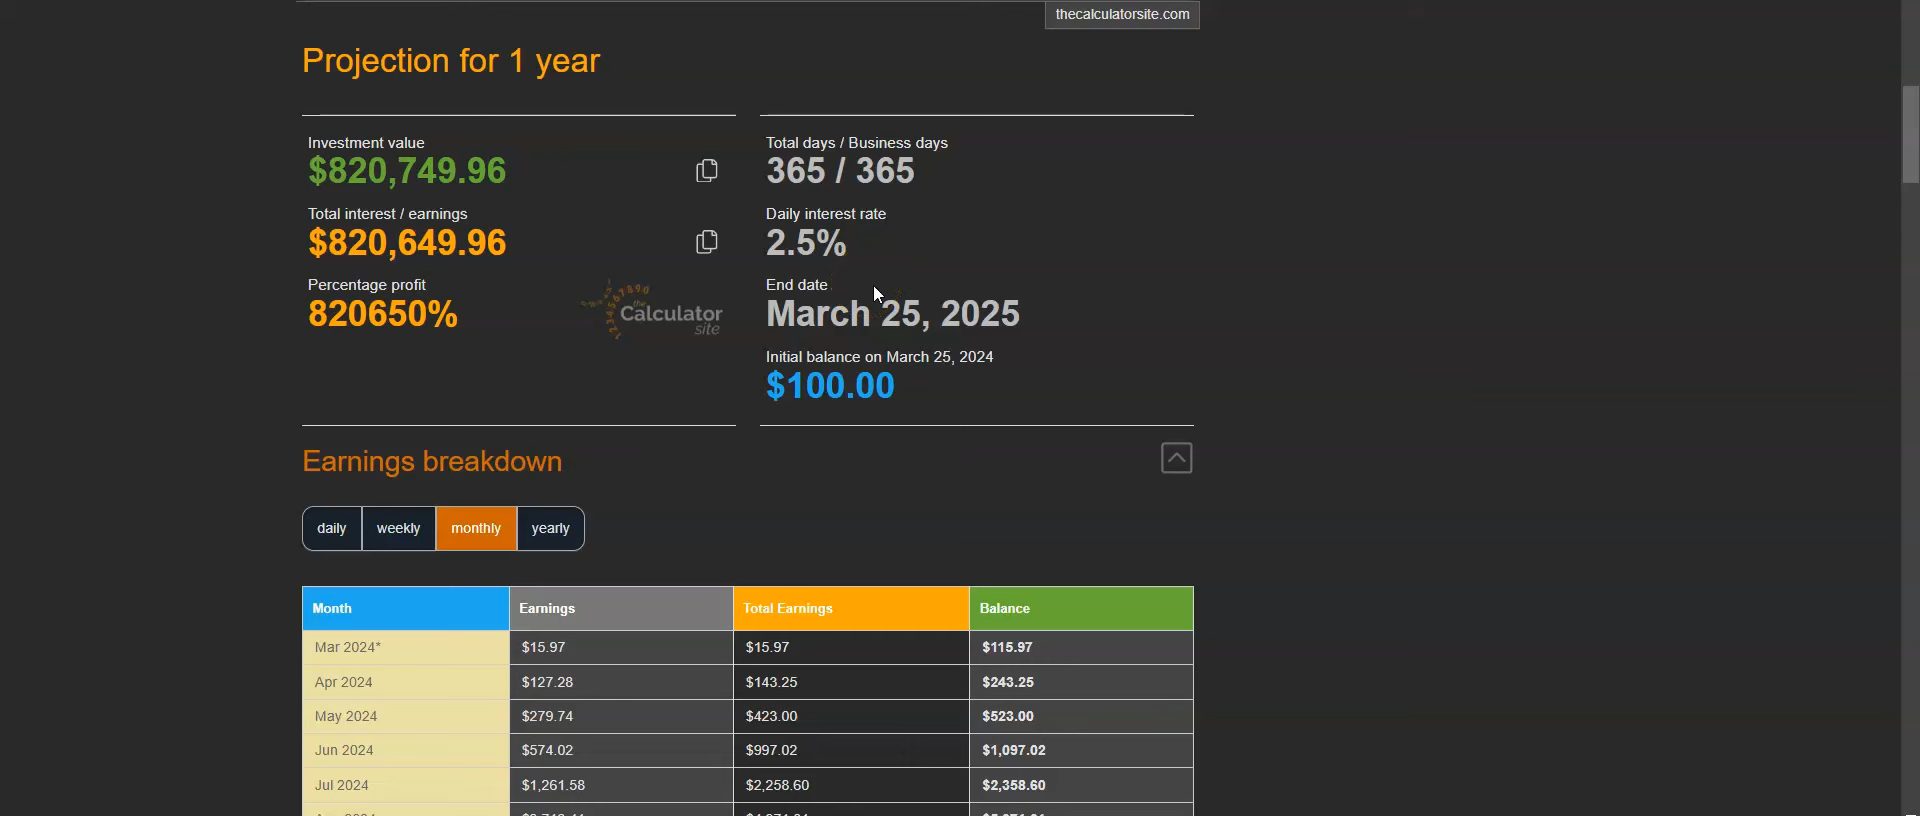 thecalculatorsite.com
Projection for 1 year
Investment value
$820,749.96
Total interest / earnings
$820,649.96
Percentage profit
820650%
1234567890
the
Calculator
site
Total days / Business days
365 / 365
Daily interest rate
2.5%
End date
March 25, 2025
Initial balance on March 25, 2024
$100.00
Earnings breakdown
daily weekly monthly yearly
Month Earnings Total Earnings Balance
Mar 2024* $15.97 $15.97 $115.97
Apr 2024 $127.28 $143.25 $243.25
May 2024 $279.74 $423.00 $523.00
Jun 2024 $574.02 $997.02 $1,097.02
Jul 2024 $1,261.58 $2,258.60 $2,358.60